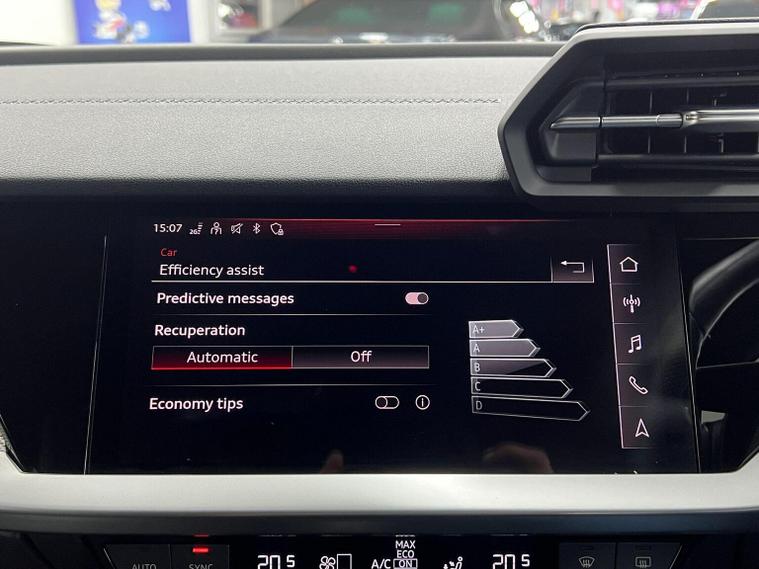 15:07
Car
Efficiency assist
Predictive messages
Recuperation
Automatic Off
Economy tips
A+
A
B
C
D
MAX
ECO
AUTO SYNC 20.5 A/C ON 20.5